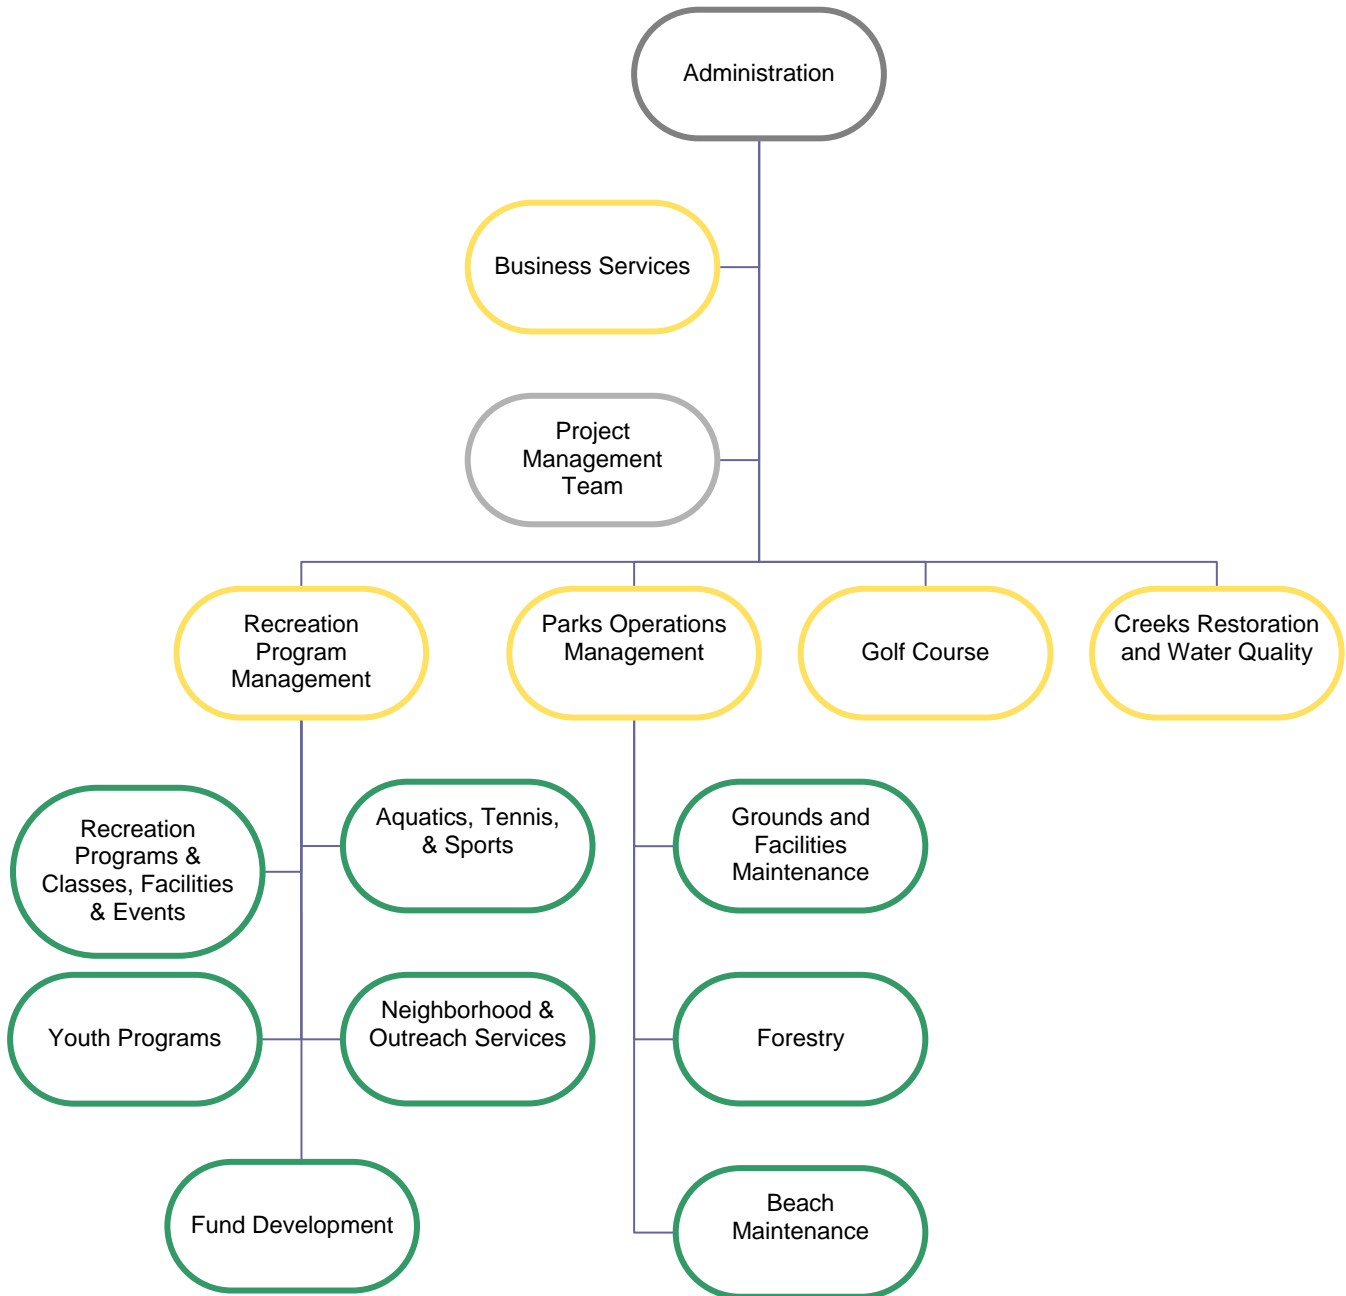 Administration
Business Services
Project
Management
Team
Recreation
Program
Management
Parks Operations
Management
Golf Course
Creeks Restoration
and Water Quality
Recreation
Programs &
Classes, Facilities
& Events
Aquatics, Tennis,
& Sports
Grounds and
Facilities
Maintenance
Youth Programs
Neighborhood &
Outreach Services
Forestry
Fund Development
Beach
Maintenance